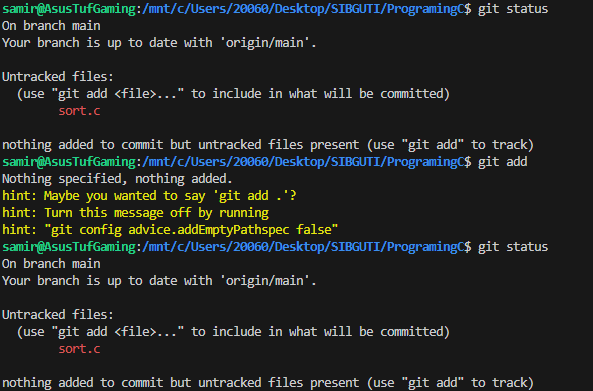 samir@AsusTufGaming:/mnt/c/Users/20060/Desktop/SIBGUTI/ProgramingC$ git status
On branch main
Your branch is up to date with 'origin/main'.

Untracked files:
  (use "git add <file>..." to include in what will be committed)
        sort.c

nothing added to commit but untracked files present (use "git add" to track)
samir@AsusTufGaming:/mnt/c/Users/20060/Desktop/SIBGUTI/ProgramingC$ git add
Nothing specified, nothing added.
hint: Maybe you wanted to say 'git add .'?
hint: Turn this message off by running
hint: "git config advice.addEmptyPathspec false"
samir@AsusTufGaming:/mnt/c/Users/20060/Desktop/SIBGUTI/ProgramingC$ git status
On branch main
Your branch is up to date with 'origin/main'.

Untracked files:
  (use "git add <file>..." to include in what will be committed)
        sort.c

nothing added to commit but untracked files present (use "git add" to track)